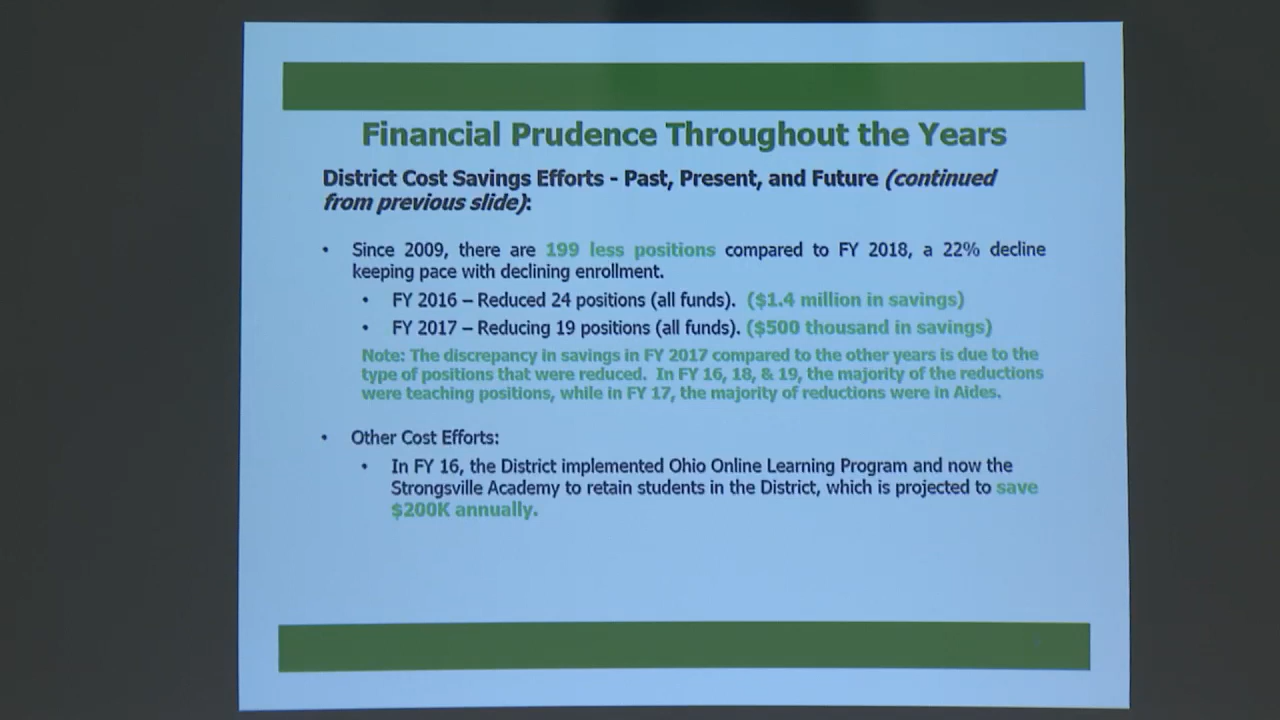 Financial Prudence Throughout the Years
District Cost Savings Efforts - Past, Present, and Future (continued
from previous slide):
• Since 2009, there are 199 less positions compared to FY 2018, a 22% decline
keeping pace with declining enrollment.
• FY 2016 – Reduced 24 positions (all funds). ($1.4 million in savings)
• FY 2017 – Reducing 19 positions (all funds). ($500 thousand in savings)
Note: The discrepancy in savings in FY 2017 compared to the other years is due to the
type of positions that were reduced. In FY 16, 18, & 19, the majority of the reductions
were teaching positions, while in FY 17, the majority of reductions were in Aides.
• Other Cost Efforts:
• In FY 16, the District implemented Ohio Online Learning Program and now the
Strongsville Academy to retain students in the District, which is projected to save
$200K annually.